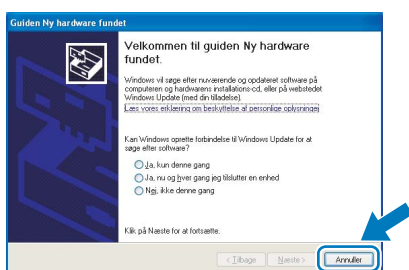 Guiden Ny hardware fundet
Velkommen til guiden Ny hardware
fundet.
Windows vil søge efter nuværende og opdateret software på
computeren og hardwarens installations-cd, eller på webstedet
Windows Update (med din tilladelse).
Læs vores erklæring om beskyttelse af personlige oplysninger
Kan Windows oprette forbindelse til Windows Update for at
søge efter software?
Ja, kun denne gang
Ja, nu og hver gang jeg tilslutter en enhed
Nej, ikke denne gang
Klik på Næste for at fortsætte.
< Tilbage Næste > Annuller